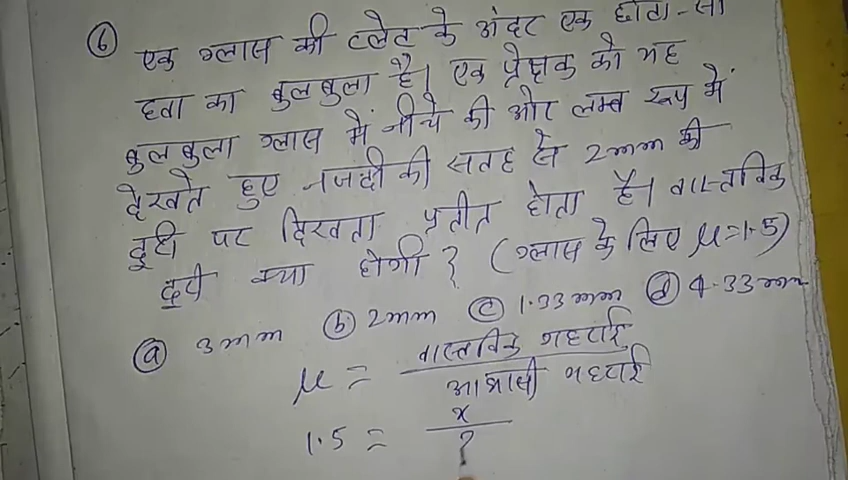 ⑥ एक ग्लास की प्लेट के अंदर एक छोटा-सा
हवा का बुलबुला है। एक प्रेक्षक को यह
बुलबुला ग्लास में नीचे की ओर लम्ब रूप में
देखते हुए नजदीकी सतह से 2mm की
दूरी पर दिखता प्रतीत होता है। वास्तविक
दूरी क्या होगी? (ग्लास के लिए μ=1.5)
ⓐ 3mm ⓑ 2mm ⓒ 1.33mm ⓓ 4.33mm
μ = वास्तविक गहराई / आभासी गहराई
1.5 = x / 2